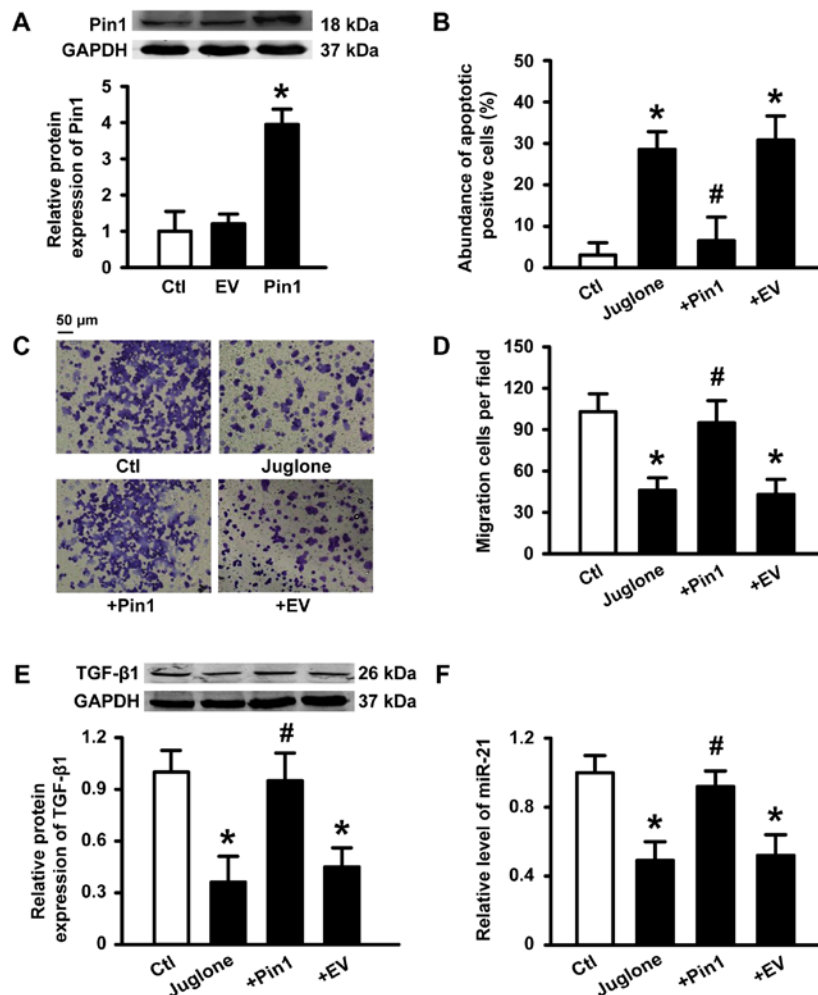 A
Pin1
18 kDa
GAPDH
37 kDa
Relative protein
expression of Pin1
5
4
3
2
1
0
*
Ctl EV Pin1
B
Abundance of apoptotic
positive cells (%)
50
40
30
20
10
0
* # *
Ctl Juglone +Pin1 +EV
50 μm
C
Ctl Juglone
+Pin1 +EV
D
Migration cells per field
150
120
90
60
30
0
* # *
Ctl Juglone +Pin1 +EV
E
TGF-β1
26 kDa
GAPDH
37 kDa
Relative protein
expression of TGF-β1
1.2
0.9
0.6
0.3
0
* # *
Ctl Juglone +Pin1 +EV
F
Relative level of miR-21
1.2
0.8
0.4
0
* # *
Ctl Juglone +Pin1 +EV